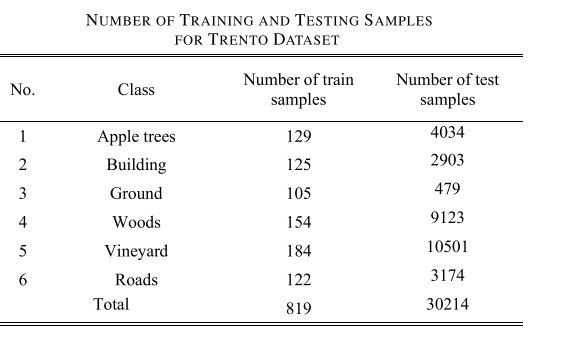 NUMBER OF TRAINING AND TESTING SAMPLES
FOR TRENTO DATASET
No. Class Number of train samples Number of test samples
1 Apple trees 129 4034
2 Building 125 2903
3 Ground 105 479
4 Woods 154 9123
5 Vineyard 184 10501
6 Roads 122 3174
Total 819 30214